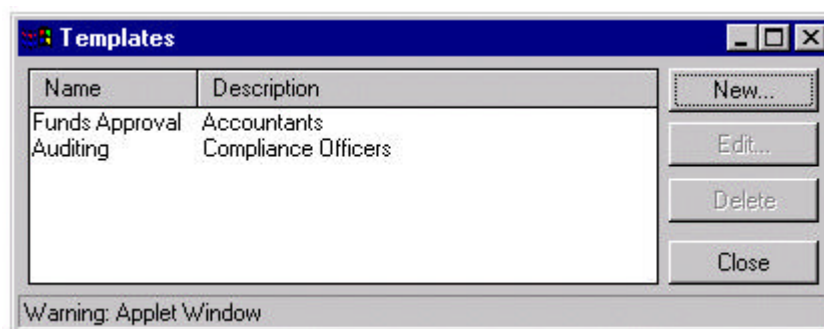 Templates
Name Description
Funds Approval Accountants
Auditing Compliance Officers
New...
Edit...
Delete
Close
Warning: Applet Window